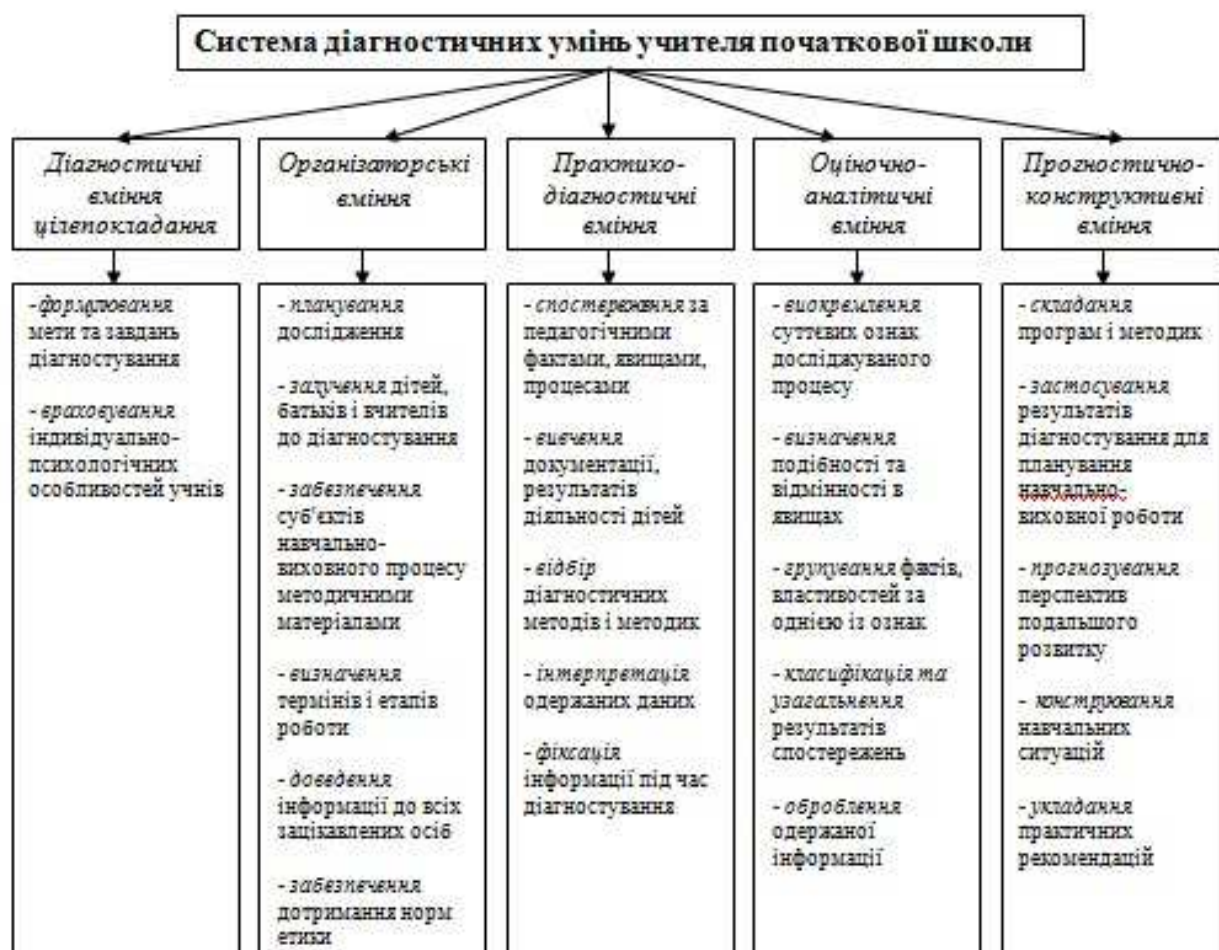 Система діагностичних умінь учителя початкової школи
Діагностичні
вміння
цілепокладання
Організаторські
вміння
Практико-
діагностичні
вміння
Оціночно-
аналітичні
вміння
Прогностично-
конструктивні
вміння
- формулювання
мети та завдань
діагностування
- враховування
індивідуально-
психологічних
особливостей учнів
- планування
дослідження
- залучення дітей,
батьків і вчителів
до діагностування
- забезпечення
суб'єктів
навчально-
виховного процесу
методичними
матеріалами
- визначення
термінів і етапів
роботи
- доведення
інформації до всіх
зацікавлених осіб
- забезпечення
дотримання норм
етики
- спостереження за
педагогічними
фактами, явищами,
процесами
- вивчення
документації,
результатів
діяльності дітей
- відбір
діагностичних
методів і методик
- інтерпретація
одержаних даних
- фіксація
інформації під час
діагностування
- виокремлення
суттєвих ознак
досліджуваного
процесу
- визначення
подібності та
відмінності в
явищах
- групування фактів,
властивостей за
однією із ознак
- класифікація та
узагальнення
результатів
спостережень
- оброблення
одержаної
інформації
- складання
програм і методик
- застосування
результатів
діагностування для
планування
навчально-
виховної роботи
- прогнозування
перспектив
подальшого
розвитку
- конструювання
навчальних
ситуацій
- укладання
практичних
рекомендацій